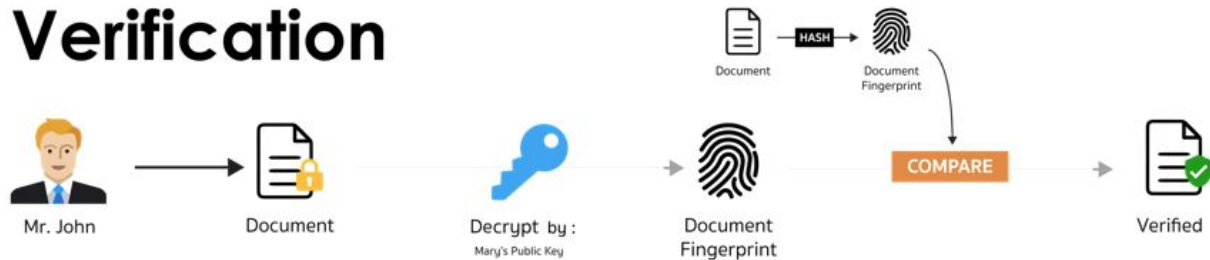 Verification
Document
HASH
Document
Fingerprint
Mr. John
Document
Decrypt by :
Mary's Public Key
Document
Fingerprint
COMPARE
Verified